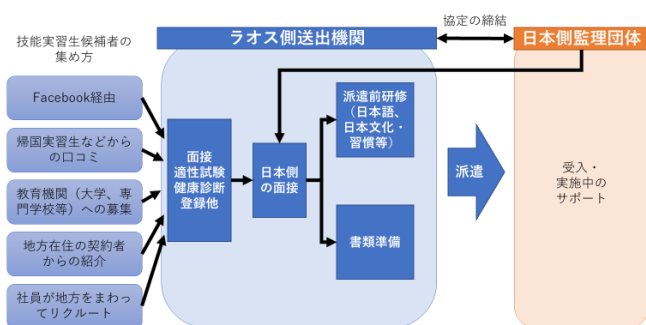 技能実習生候補者の
集め方
Facebook経由
帰国実習生などから
の口コミ
教育機関（大学、専
門学校等）への募集
地方在住の契約者
からの紹介
社員が地方をまわっ
てリクルート
ラオス側送出機関
面接
適性試験
健康診断
登録他
日本側
の面接
派遣前研修
（日本語、
日本文化・
習慣等）
書類準備
協定の締結
派遣
日本側監理団体
受入・
実施中の
サポート